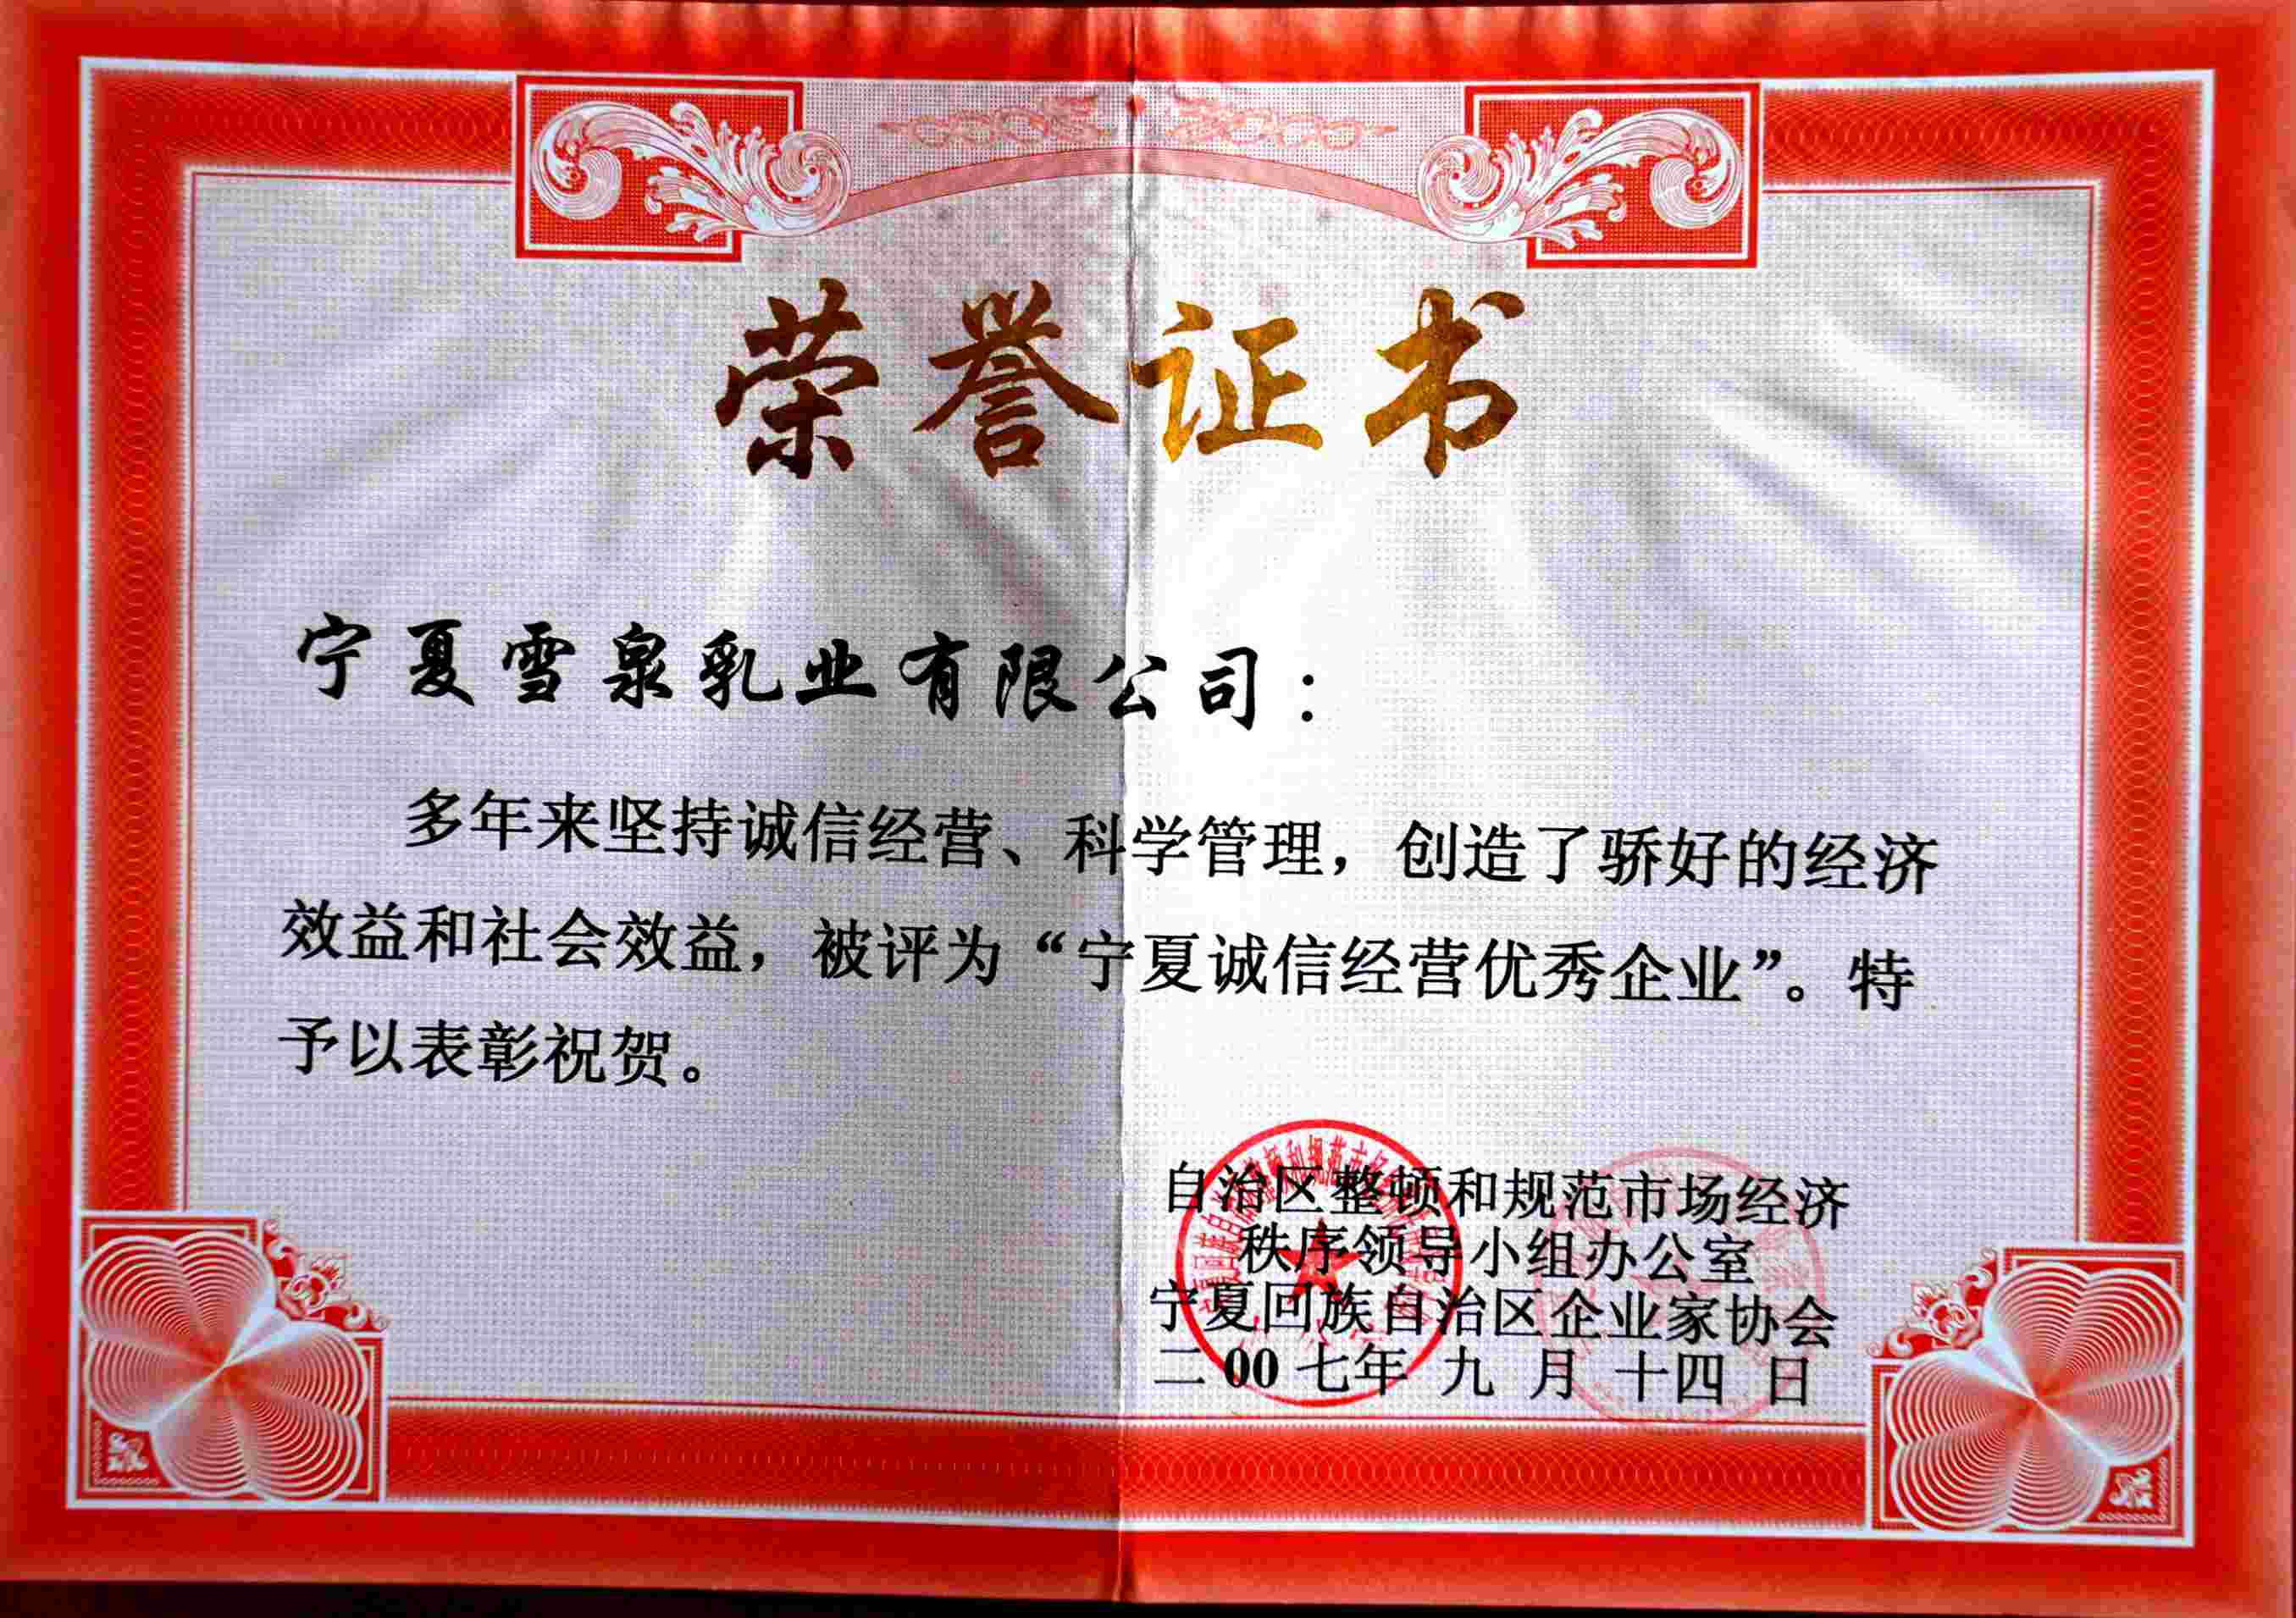 荣誉证书
宁夏雪泉乳业有限公司：
多年来坚持诚信经营、科学管理，创造了骄好的经济
效益和社会效益，被评为“宁夏诚信经营优秀企业”。特
予以表彰祝贺。
自治区整顿和规范市场经济
秩序领导小组办公室
宁夏回族自治区企业家协会
二00七年 九 月 十四 日